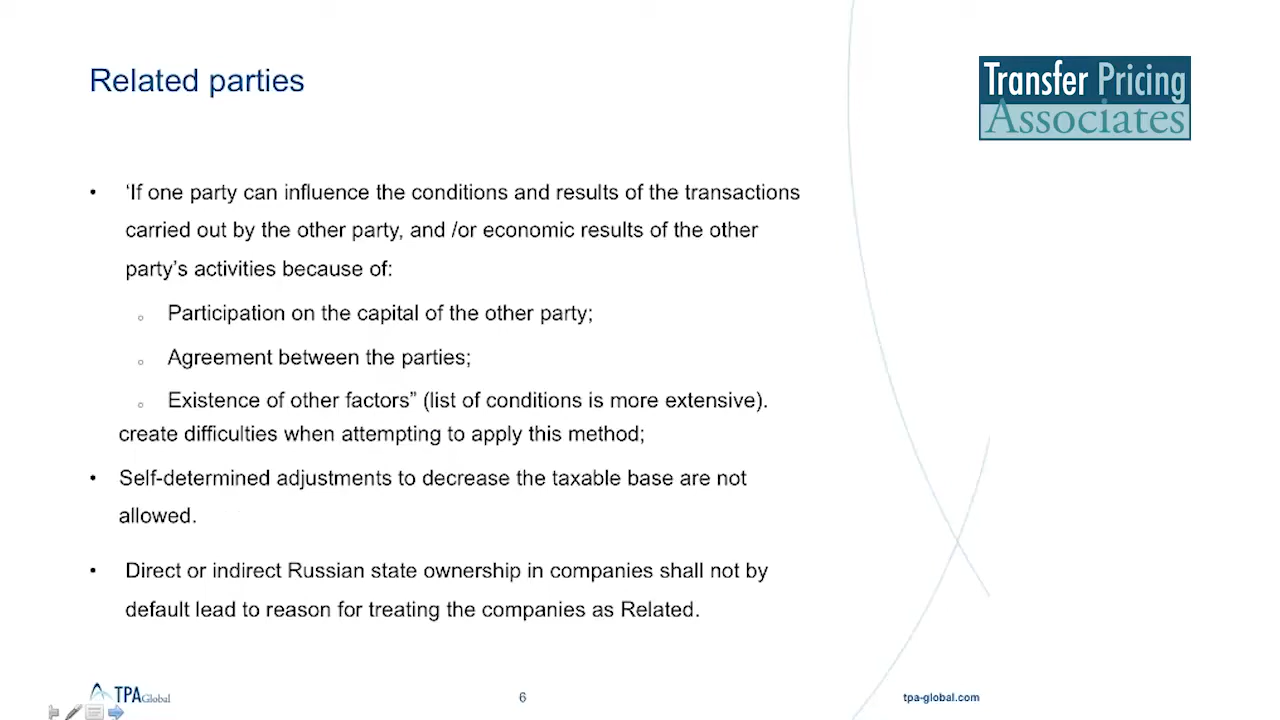 Related parties
Transfer Pricing
Associates
• ‘If one party can influence the conditions and results of the transactions
carried out by the other party, and /or economic results of the other
party’s activities because of:
o Participation on the capital of the other party;
o Agreement between the parties;
o Existence of other factors” (list of conditions is more extensive).
create difficulties when attempting to apply this method;
• Self-determined adjustments to decrease the taxable base are not
allowed.
• Direct or indirect Russian state ownership in companies shall not by
default lead to reason for treating the companies as Related.
TPAGlobal
6
tpa-global.com